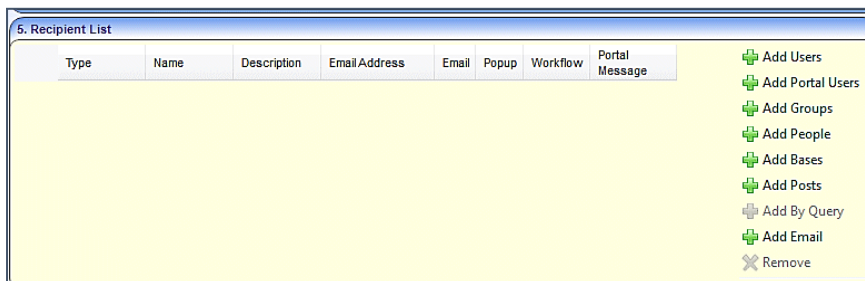 5. Recipient List
Type Name Description Email Address Email Popup Workflow Portal Message
Add Users
Add Portal Users
Add Groups
Add People
Add Bases
Add Posts
Add By Query
Add Email
Remove